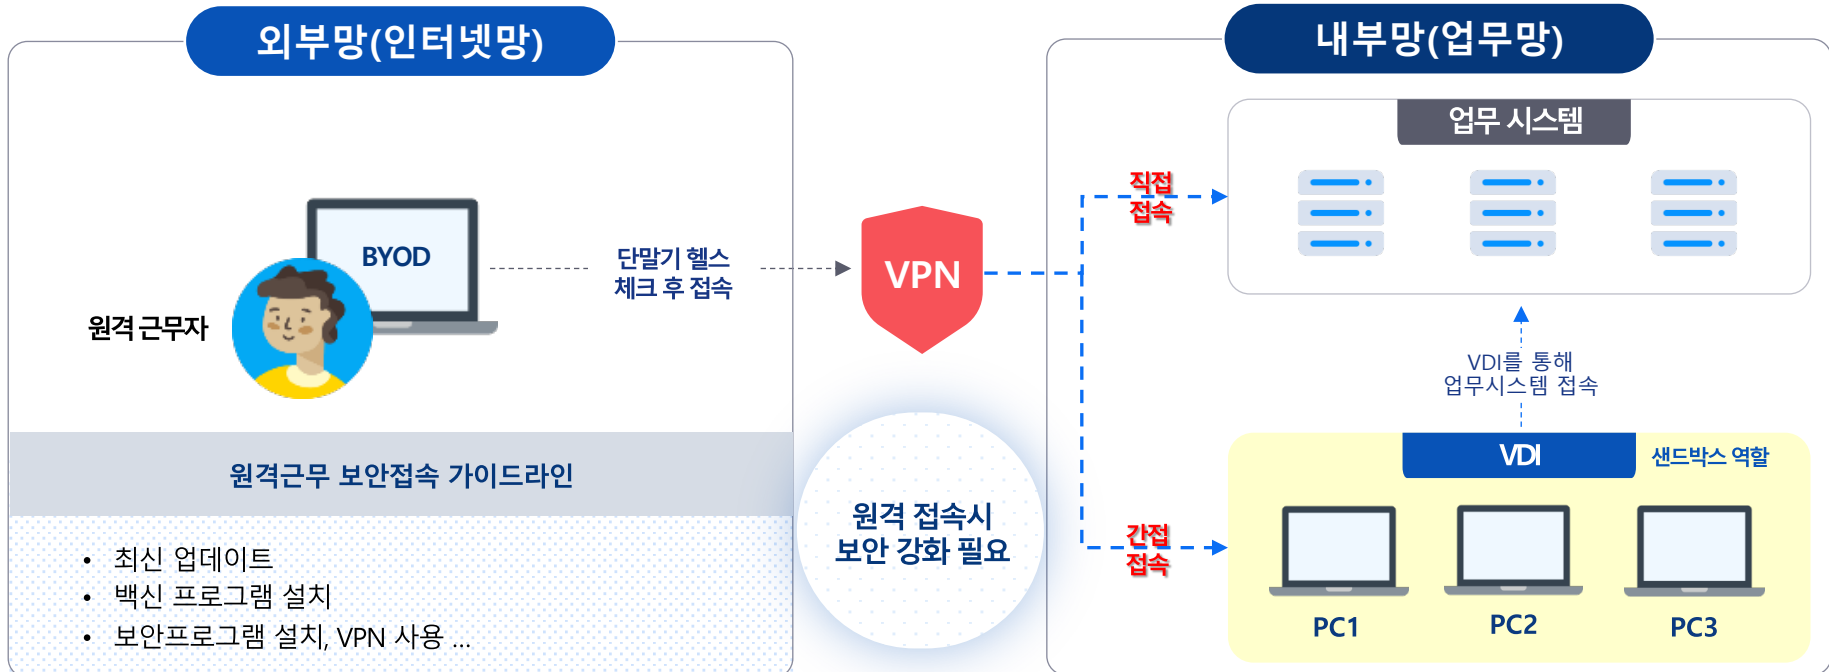 외부망(인터넷망)
BYOD
원격 근무자
단말기 헬스
체크 후 접속
VPN
원격근무 보안접속 가이드라인
• 최신 업데이트
• 백신 프로그램 설치
• 보안프로그램 설치, VPN 사용 ...
원격 접속시
보안 강화 필요
내부망(업무망)
업무 시스템
직접
접속
VDI를 통해
업무시스템 접속
간접
접속
VDI
샌드박스 역할
PC1
PC2
PC3